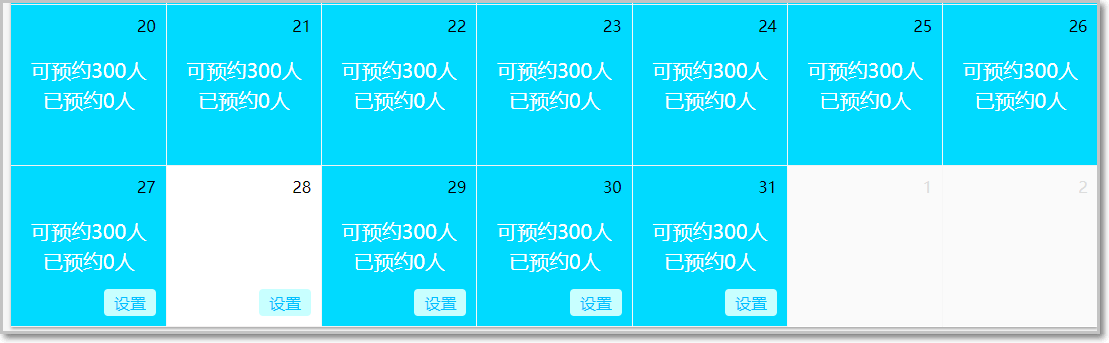 20 21 22 23 24 25 26
可预约300人 可预约300人 可预约300人 可预约300人 可预约300人 可预约300人 可预约300人
已预约0人 已预约0人 已预约0人 已预约0人 已预约0人 已预约0人 已预约0人
27 28 29 30 31 1 2
可预约300人 可预约300人 可预约300人 可预约300人
已预约0人 已预约0人 已预约0人 已预约0人
设置 设置 设置 设置 设置